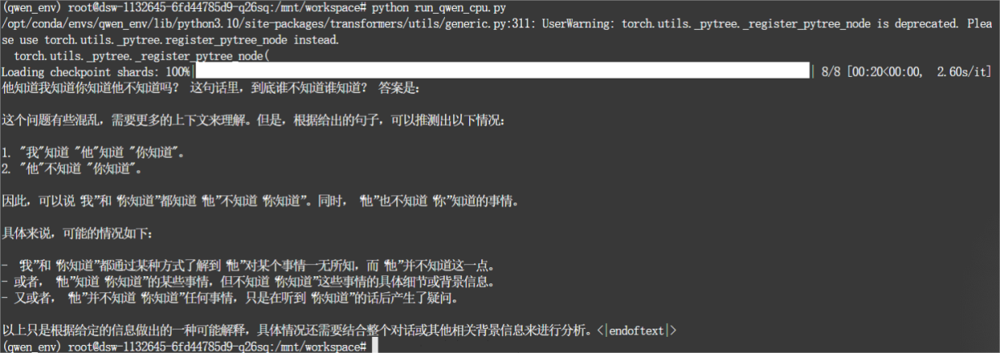 (qwen_env) root@dsw-1132645-6fd44785d9-q26sq:/mnt/workspace# python run_qwen_cpu.py
/opt/conda/envs/qwen_env/lib/python3.10/site-packages/transformers/utils/generic.py:311: UserWarning: torch.utils._pytree._register_pytree_node is deprecated. Plea
se use torch.utils._pytree.register_pytree_node instead.
  torch.utils._pytree._register_pytree_node(
Loading checkpoint shards: 100%|| 8/8 [00:20<00:00,  2.60s/it]
他知道我知道你知道他不知道吗？ 这句话里，到底谁不知道谁知道？ 答案是：
这个问题有些混乱，需要更多的上下文来理解。但是，根据给出的句子，可以推测出以下情况：
1. "我"知道 "他"知道 "你知道"。
2. "他"不知道 "你知道"。
因此，可以说 “我”和 “你知道”都知道 “他”不知道 “你知道”。同时， “他”也不知道 “你”知道的事情。
具体来说，可能的情况如下：
- “我”和 “你知道”都通过某种方式了解到 “他”对某个事情一无所知，而 “他”并不知道这一点。
- 或者， “他”知道 “你知道”的某些事情，但不知道 “你知道”这些事情的具体细节或背景信息。
- 又或者， “他”并不知道 “你知道”任何事情，只是在听到 “你知道”的话后产生了疑问。
以上只是根据给定的信息做出的一种可能解释，具体情况还需要结合整个对话或其他相关背景信息来进行分析。<|endoftext|>
(qwen_env) root@dsw-1132645-6fd44785d9-q26sq:/mnt/workspace#